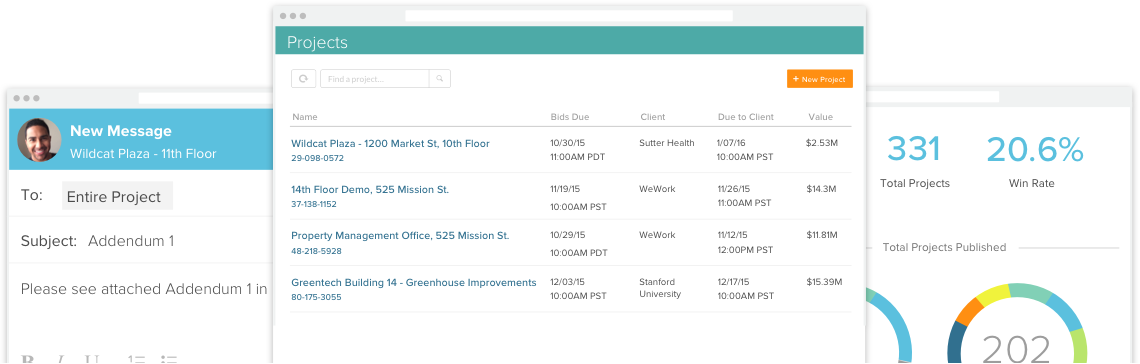 Projects
Find a project...
+ New Project
Name Bids Due Client Due to Client Value
Wildcat Plaza - 1200 Market St, 10th Floor 10/30/15 Sutter Health 1/07/16 $2.53M
29-098-0572 11:00AM PDT 10:00AM PST
14th Floor Demo, 525 Mission St. 11/19/15 WeWork 11/26/15 $14.3M
37-138-1152 10:00AM PST 11:00AM PST
Property Management Office, 525 Mission St. 10/29/15 WeWork 11/12/15 $11.81M
48-218-5928 10:00AM PST 12:00PM PST
Greentech Building 14 - Greenhouse Improvements 12/03/15 Stanford 12/17/15 $15.39M
80-175-3055 10:00AM PST University 10:00AM PST
New Message
Wildcat Plaza - 11th Floor
To: Entire Project
Subject: Addendum 1
Please see attached Addendum 1 in
B I U
331 20.6%
Total Projects Win Rate
Total Projects Published
202